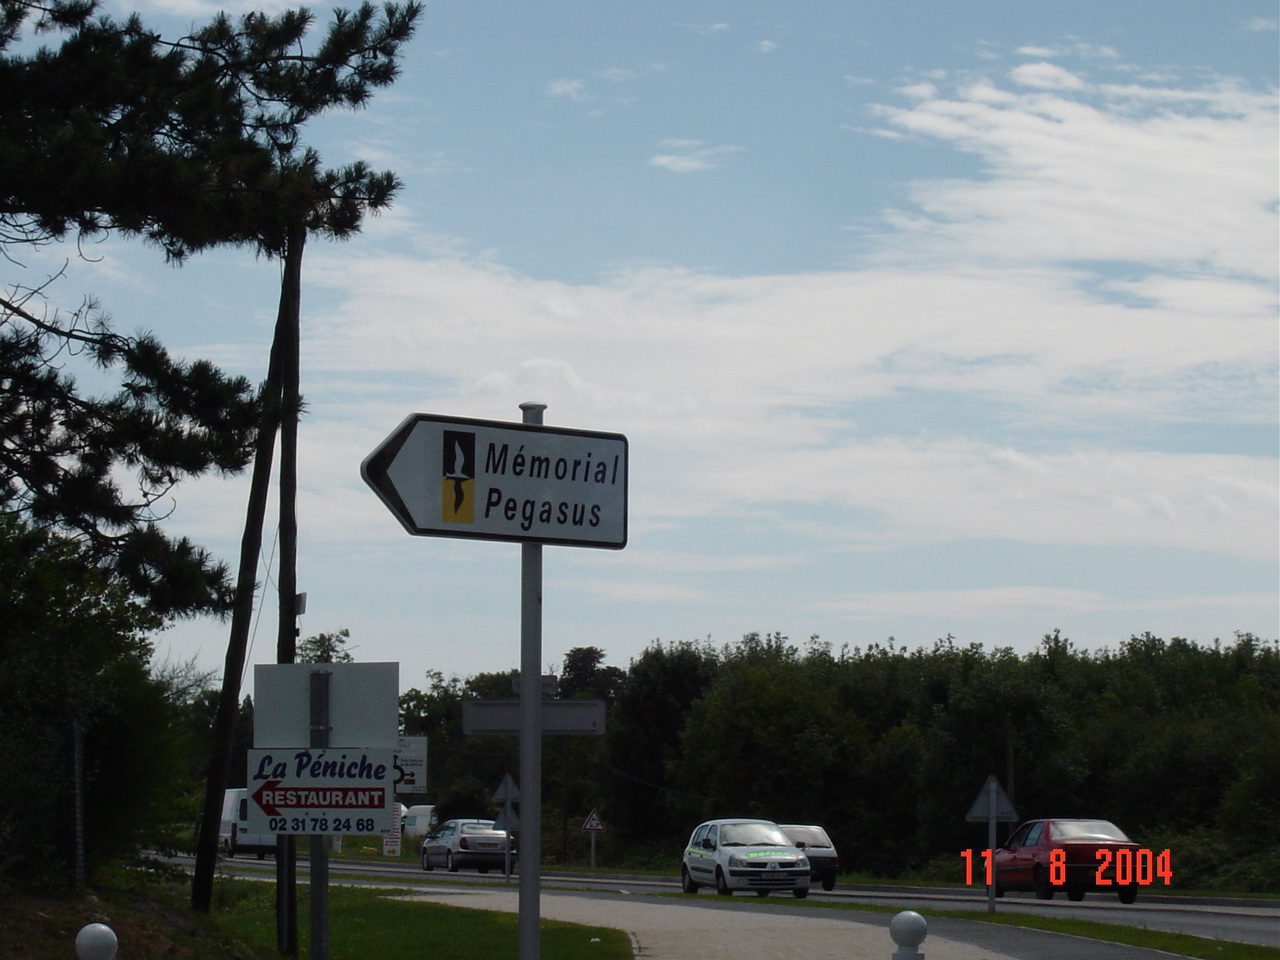 Mémorial
Pegasus
La Péniche
RESTAURANT
02 31 78 24 68
11 8 2004